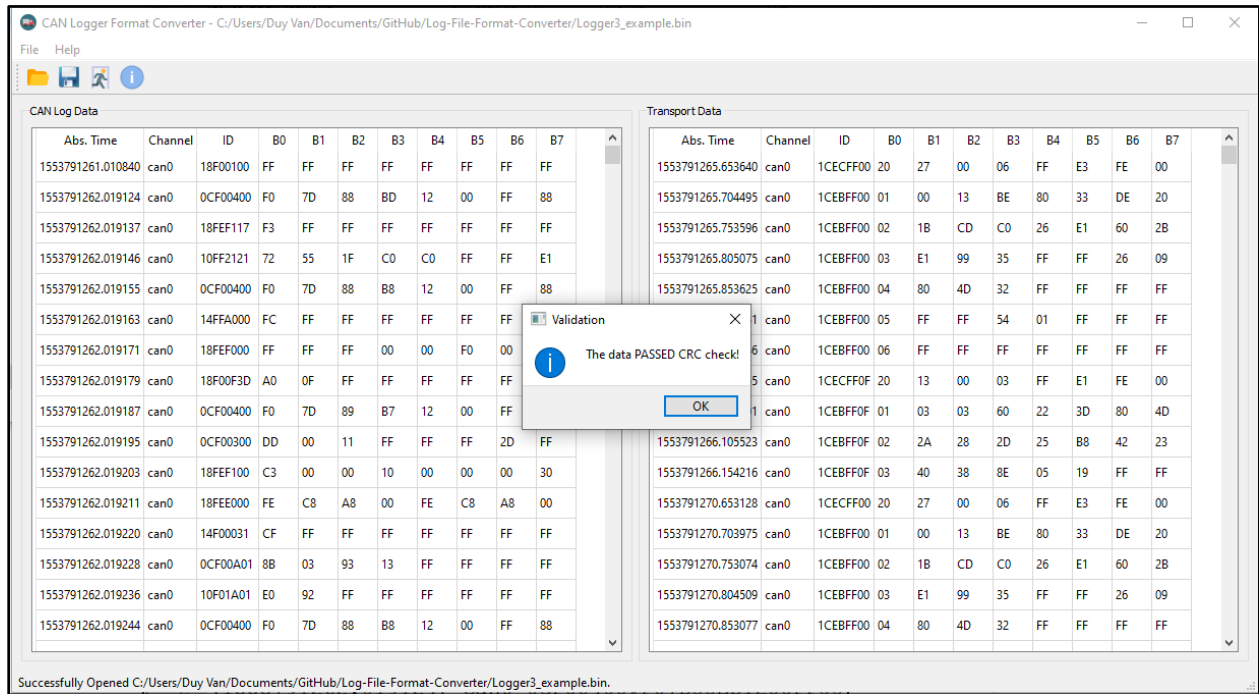 CAN Logger Format Converter - C:/Users/Duy Van/Documents/GitHub/Log-File-Format-Converter/Logger3_example.bin
File Help
CAN Log Data
Abs. Time Channel ID B0 B1 B2 B3 B4 B5 B6 B7
1553791261.010840 can0 18F00100 FF FF FF FF FF FF FF FF
1553791262.019124 can0 0CF00400 F0 7D 88 BD 12 00 FF 88
1553791262.019137 can0 18FEF117 F3 FF FF FF FF FF FF FF
1553791262.019146 can0 10FF2121 72 55 1F C0 C0 FF FF E1
1553791262.019155 can0 0CF00400 F0 7D 88 B8 12 00 FF 88
1553791262.019163 can0 14FFA000 FC FF FF FF FF FF FF
1553791262.019171 can0 18FEF000 FF FF FF 00 00 F0 00
1553791262.019179 can0 18F00F3D A0 0F FF FF FF FF FF
1553791262.019187 can0 0CF00400 F0 7D 89 B7 12 00 FF
1553791262.019195 can0 0CF00300 DD 00 11 FF FF FF 2D FF
1553791262.019203 can0 18FEF100 C3 00 00 10 00 00 00 30
1553791262.019211 can0 18FEE000 FE C8 A8 00 FE C8 A8 00
1553791262.019220 can0 14F00031 CF FF FF FF FF FF FF FF
1553791262.019228 can0 0CF00A01 8B 03 93 13 FF FF FF FF
1553791262.019236 can0 10F01A01 E0 92 FF FF FF FF FF FF
1553791262.019244 can0 0CF00400 F0 7D 88 B8 12 00 FF 88
Transport Data
Abs. Time Channel ID B0 B1 B2 B3 B4 B5 B6 B7
1553791265.653640 can0 1CECFF00 20 27 00 06 FF E3 FE 00
1553791265.704495 can0 1CEBFF00 01 00 13 BE 80 33 DE 20
1553791265.753596 can0 1CEBFF00 02 1B CD C0 26 E1 60 2B
1553791265.805075 can0 1CEBFF00 03 E1 99 35 FF FF 26 09
1553791265.853625 can0 1CEBFF00 04 80 4D 32 FF FF FF FF
1 can0 1CEBFF00 05 FF FF 54 01 FF FF FF
6 can0 1CEBFF00 06 FF FF FF FF FF FF FF
5 can0 1CECFF0F 20 13 00 03 FF E1 FE 00
1 can0 1CEBFF0F 01 03 03 60 22 3D 80 4D
1553791266.105523 can0 1CEBFF0F 02 2A 28 2D 25 B8 42 23
1553791266.154216 can0 1CEBFF0F 03 40 38 8E 05 19 FF FF
1553791270.653128 can0 1CECFF00 20 27 00 06 FF E3 FE 00
1553791270.703975 can0 1CEBFF00 01 00 13 BE 80 33 DE 20
1553791270.753074 can0 1CEBFF00 02 1B CD C0 26 E1 60 2B
1553791270.804509 can0 1CEBFF00 03 E1 99 35 FF FF 26 09
1553791270.853077 can0 1CEBFF00 04 80 4D 32 FF FF FF FF
Validation
The data PASSED CRC check!
OK
Successfully Opened C:/Users/Duy Van/Documents/GitHub/Log-File-Format-Converter/Logger3_example.bin.